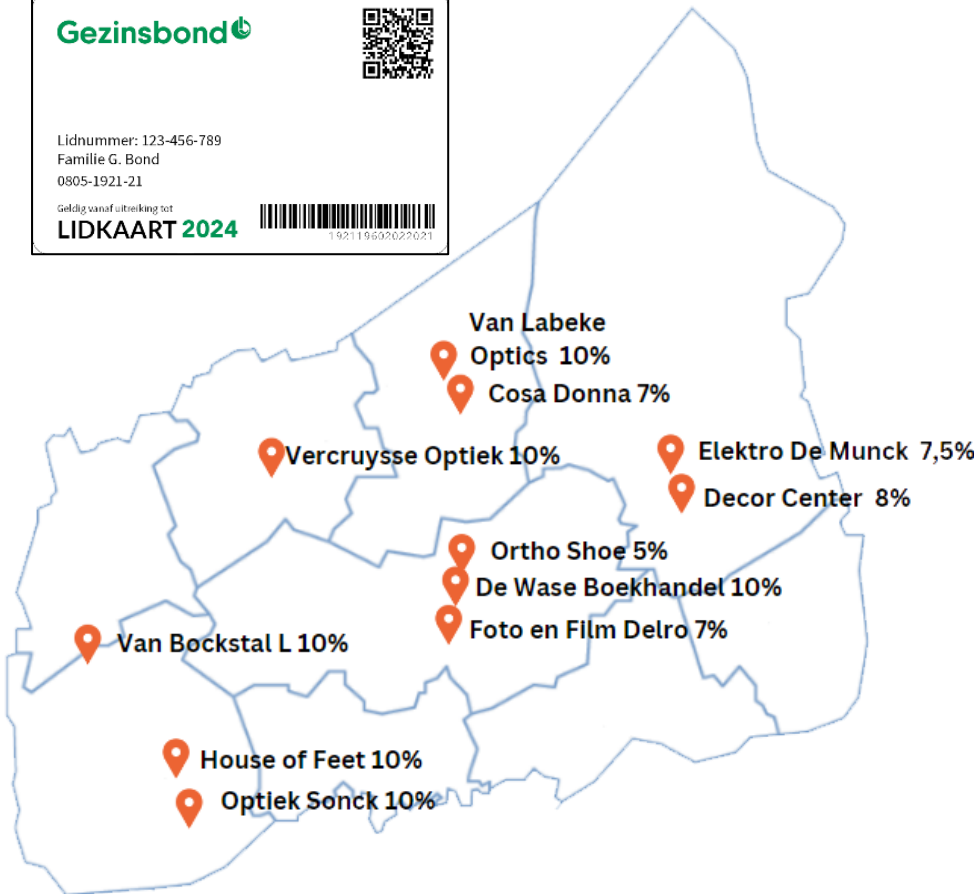 Gezinsbond
Lidnummer: 123-456-789
Familie G. Bond
0805-1921-21
Geldig vanaf uitreiking tot
LIDKAART 2024
192119602022021
Van Labeke
Optics 10%
Cosa Donna 7%
Vercruysse Optiek 10%
Elektro De Munck 7,5%
Decor Center 8%
Ortho Shoe 5%
De Wase Boekhandel 10%
Foto en Film Delro 7%
Van Bockstal L 10%
House of Feet 10%
Optiek Sonck 10%